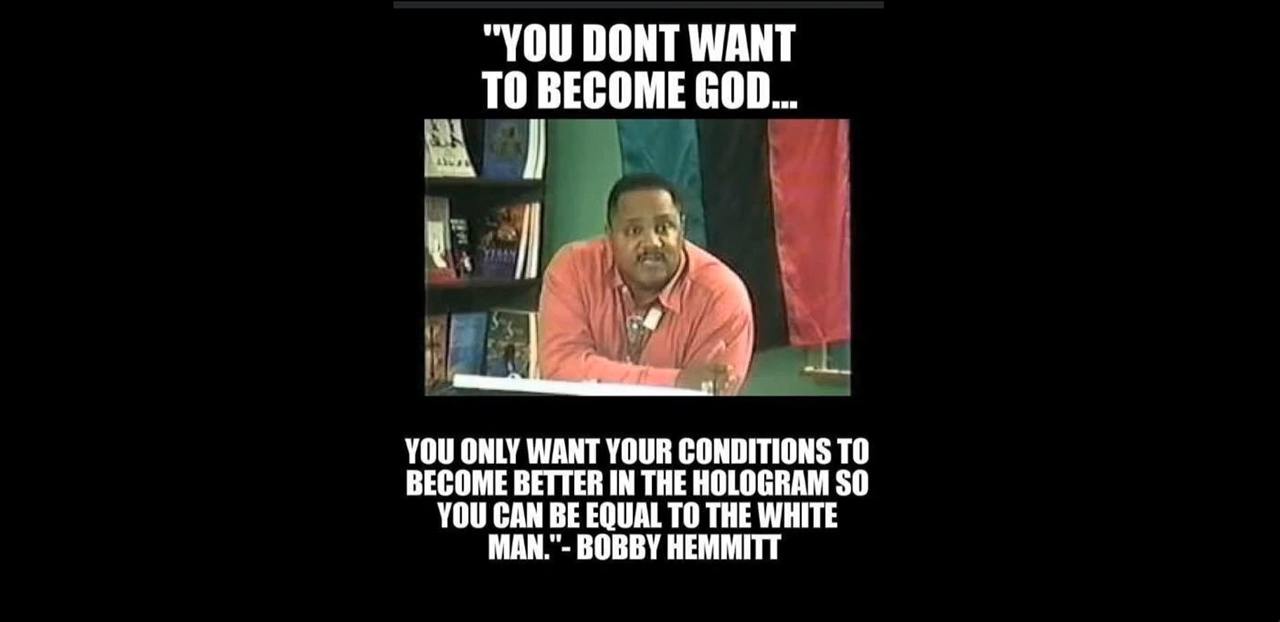 "YOU DONT WANT
TO BECOME GOD...
YOU ONLY WANT YOUR CONDITIONS TO
BECOME BETTER IN THE HOLOGRAM SO
YOU CAN BE EQUAL TO THE WHITE
MAN."- BOBBY HEMMITT